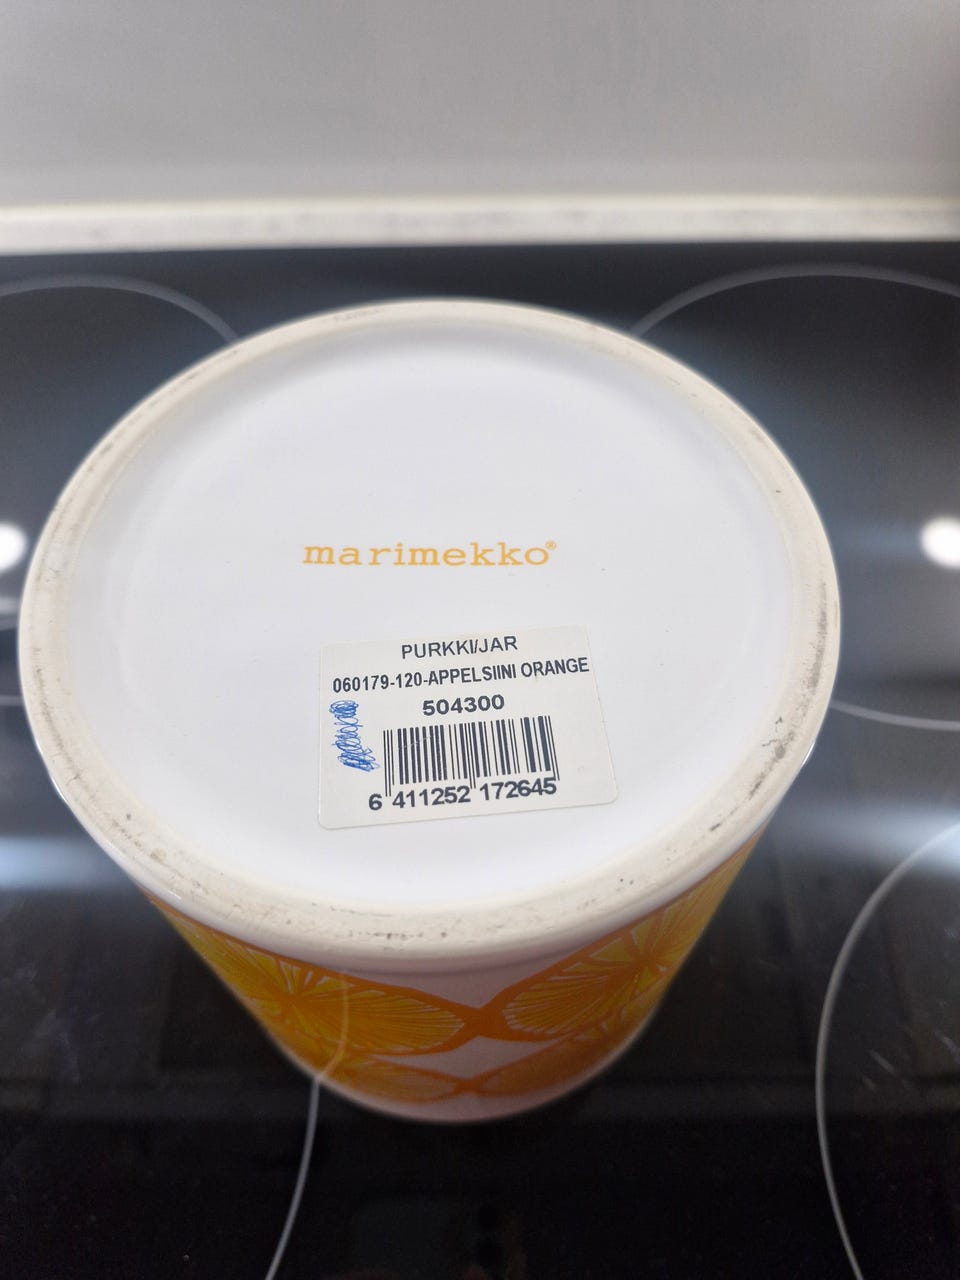 marimekko®
PURKKI/JAR
060179-120-APPELSIINI ORANGE
504300
6 411252 172645